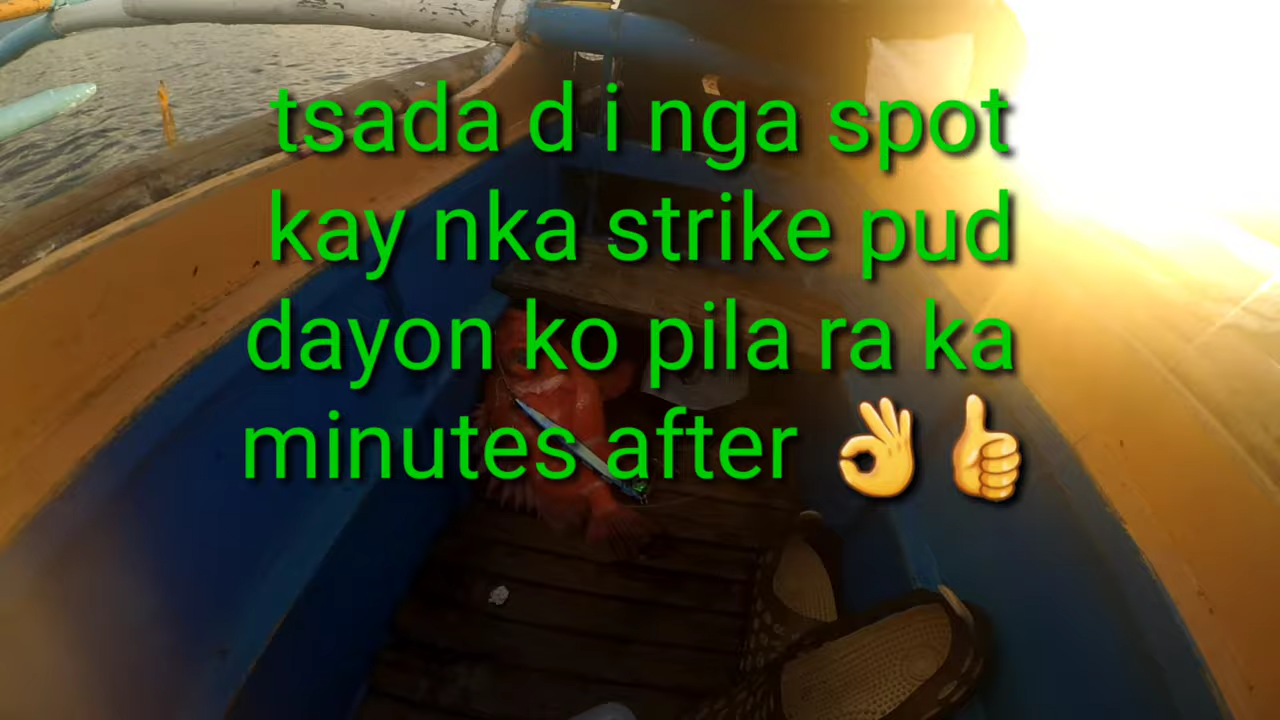 tsada d i nga spot
kay nka strike pud
dayon ko pila ra ka
minutes after 👌👍